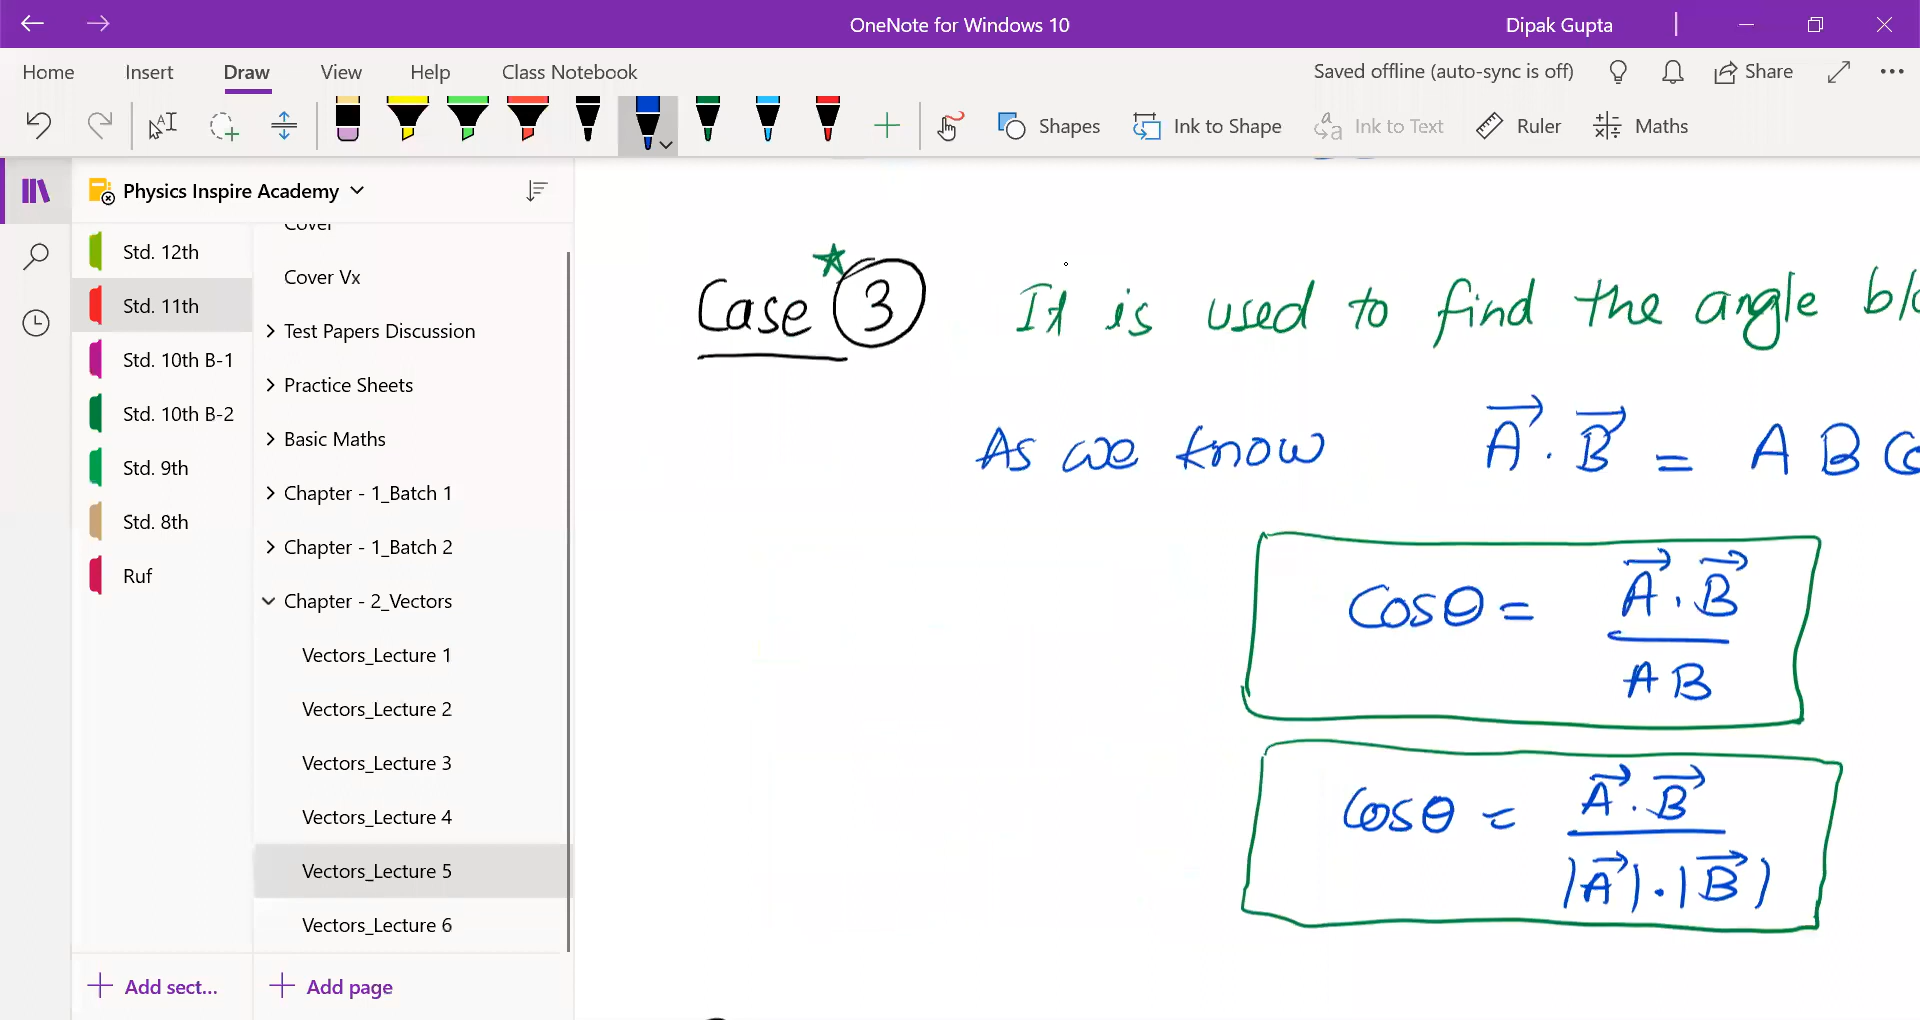 OneNote for Windows 10
Dipak Gupta
Home Insert Draw View Help Class Notebook
Saved offline (auto-sync is off) Share
Shapes Ink to Shape Ink to Text Ruler Maths
Physics Inspire Academy
Std. 12th
Std. 11th
Std. 10th B-1
Std. 10th B-2
Std. 9th
Std. 8th
Ruf
Add sect...
Cover
Cover Vx
Test Papers Discussion
Practice Sheets
Basic Maths
Chapter - 1_Batch 1
Chapter - 1_Batch 2
Chapter - 2_Vectors
Vectors_Lecture 1
Vectors_Lecture 2
Vectors_Lecture 3
Vectors_Lecture 4
Vectors_Lecture 5
Vectors_Lecture 6
Add page
Case ③ It is used to find the angle
As we know A⃗ . B⃗ = A B
Cosθ = A⃗ . B⃗
A B
Cosθ = A⃗ . B⃗
|A⃗| . |B⃗|